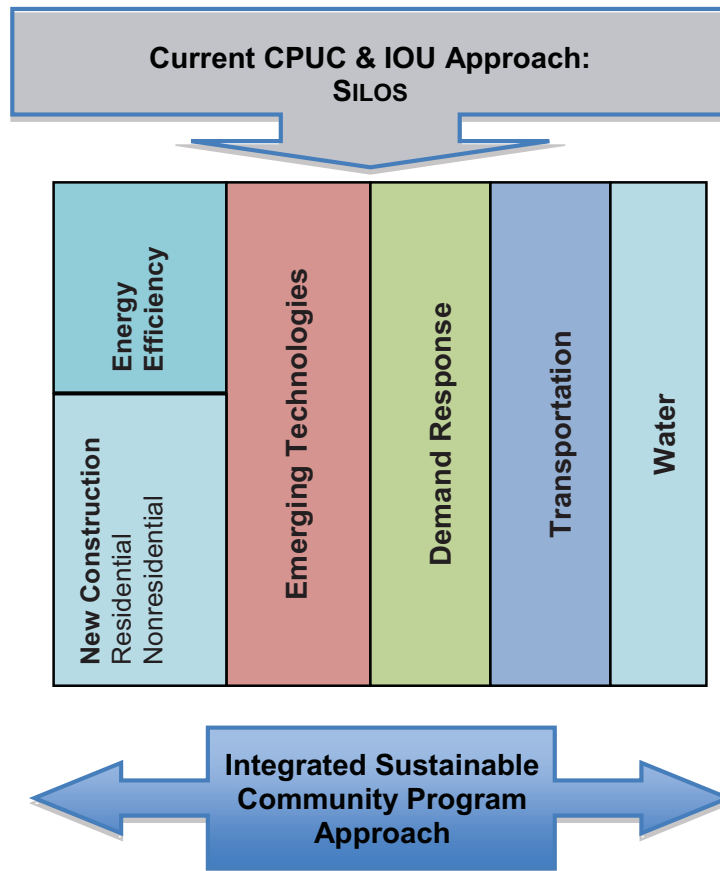 Current CPUC & IOU Approach:
SILOS
Energy
Efficiency
New Construction
Residential
Nonresidential
Emerging Technologies
Demand Response
Transportation
Water
Integrated Sustainable
Community Program
Approach